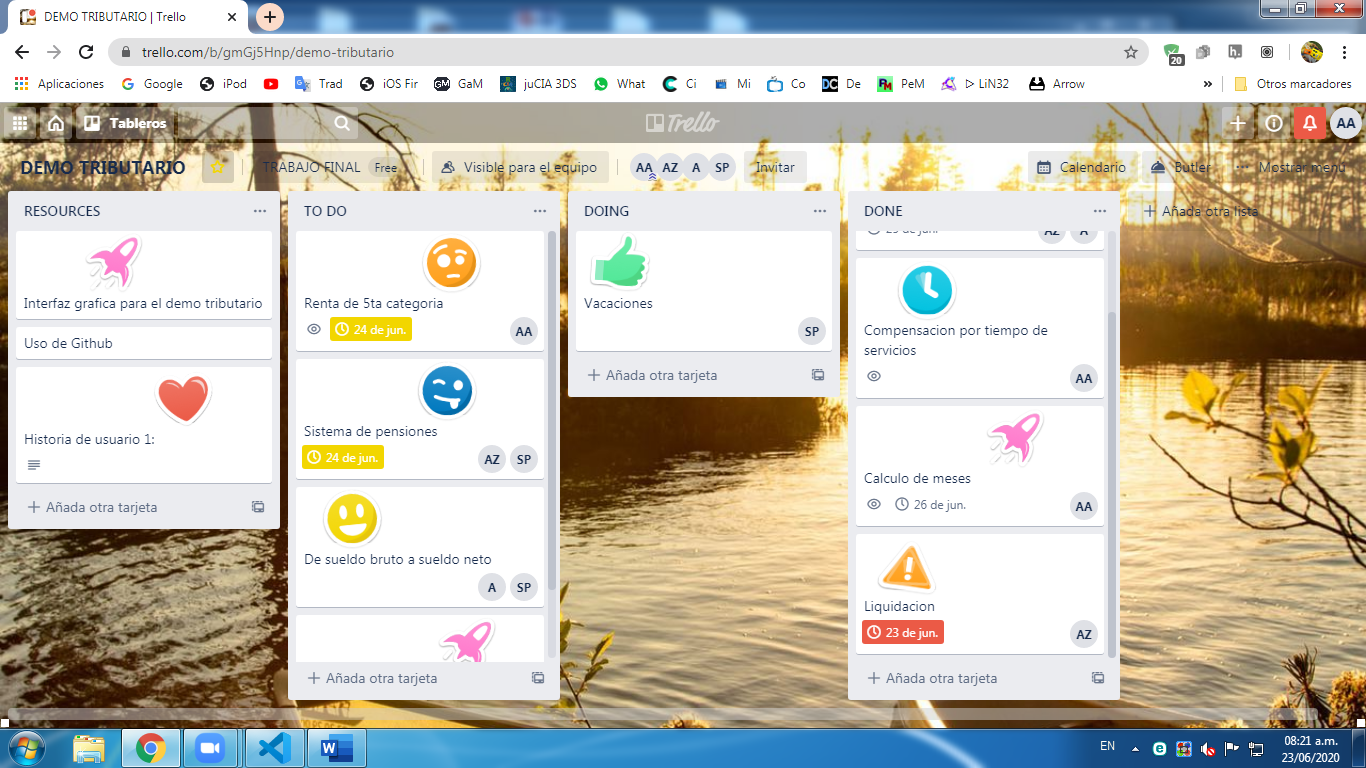 DEMO TRIBUTARIO | Trello
trello.com/b/gmGj5Hnp/demo-tributario
20
h.
Aplicaciones
Google
iPod
Trad
iOS Fir
GaM
juCIA 3DS
What
Ci
Mi
Co
De
PeM
ᐅ LiN32
Arrow
»
Otros marcadores
Tableros
Trello
AA
DEMO TRIBUTARIO
TRABAJO FINAL Free
Visible para el equipo
AA AZ A SP
Invitar
Calendario
Butler
Mostrar menú
RESOURCES
Interfaz grafica para el demo tributario
Uso de Github
Historia de usuario 1:
Añada otra tarjeta
TO DO
Renta de 5ta categoria
24 de jun.
AA
Sistema de pensiones
24 de jun.
AZ SP
De sueldo bruto a sueldo neto
A SP
Añada otra tarjeta
DOING
Vacaciones
SP
Añada otra tarjeta
DONE
AZ A
Compensacion por tiempo de
servicios
AA
Calculo de meses
26 de jun.
AA
Liquidacion
23 de jun.
AZ
Añada otra tarjeta
Añada otra lista
EN
08:21 a.m.
23/06/2020